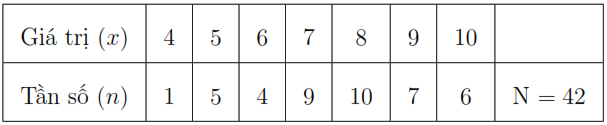 Giá trị (x) 4 5 6 7 8 9 10
Tần số (n) 1 5 4 9 10 7 6 N = 42